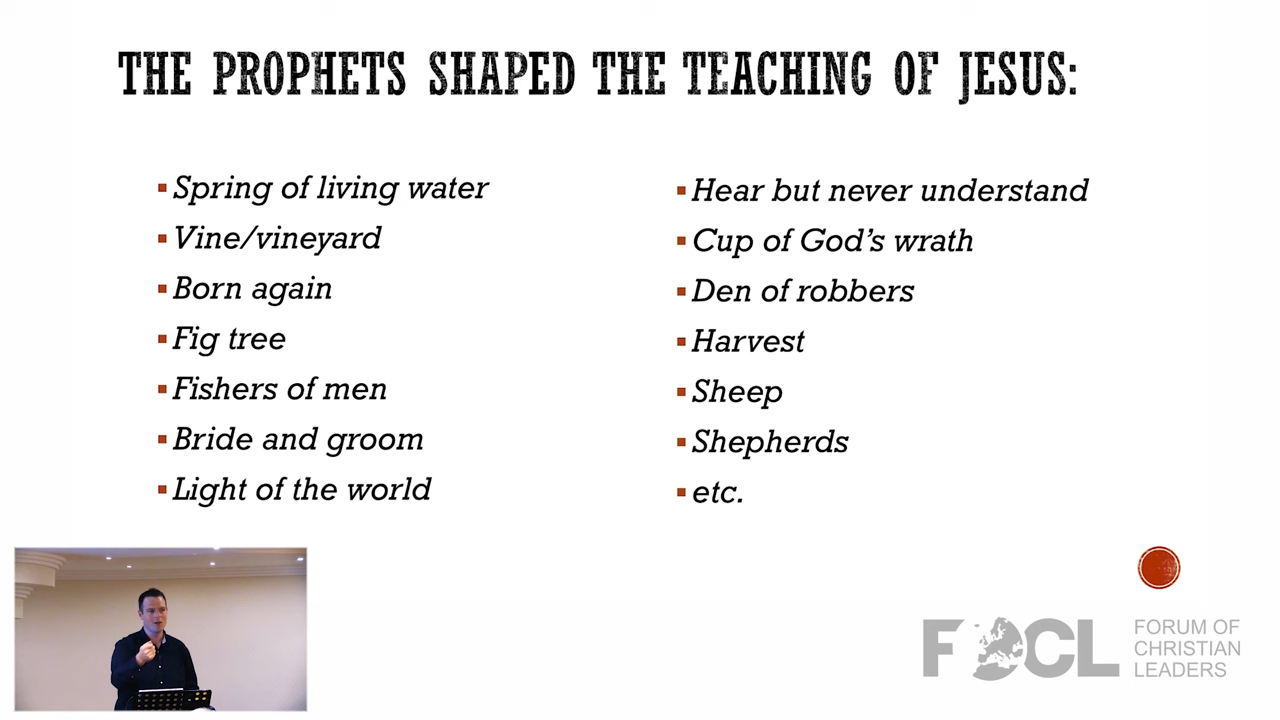 THE PROPHETS SHAPED THE TEACHING OF JESUS:
Spring of living water
Vine/vineyard
Born again
Fig tree
Fishers of men
Bride and groom
Light of the world
Hear but never understand
Cup of God's wrath
Den of robbers
Harvest
Sheep
Shepherds
etc.
FOCL
FORUM OF
CHRISTIAN
LEADERS